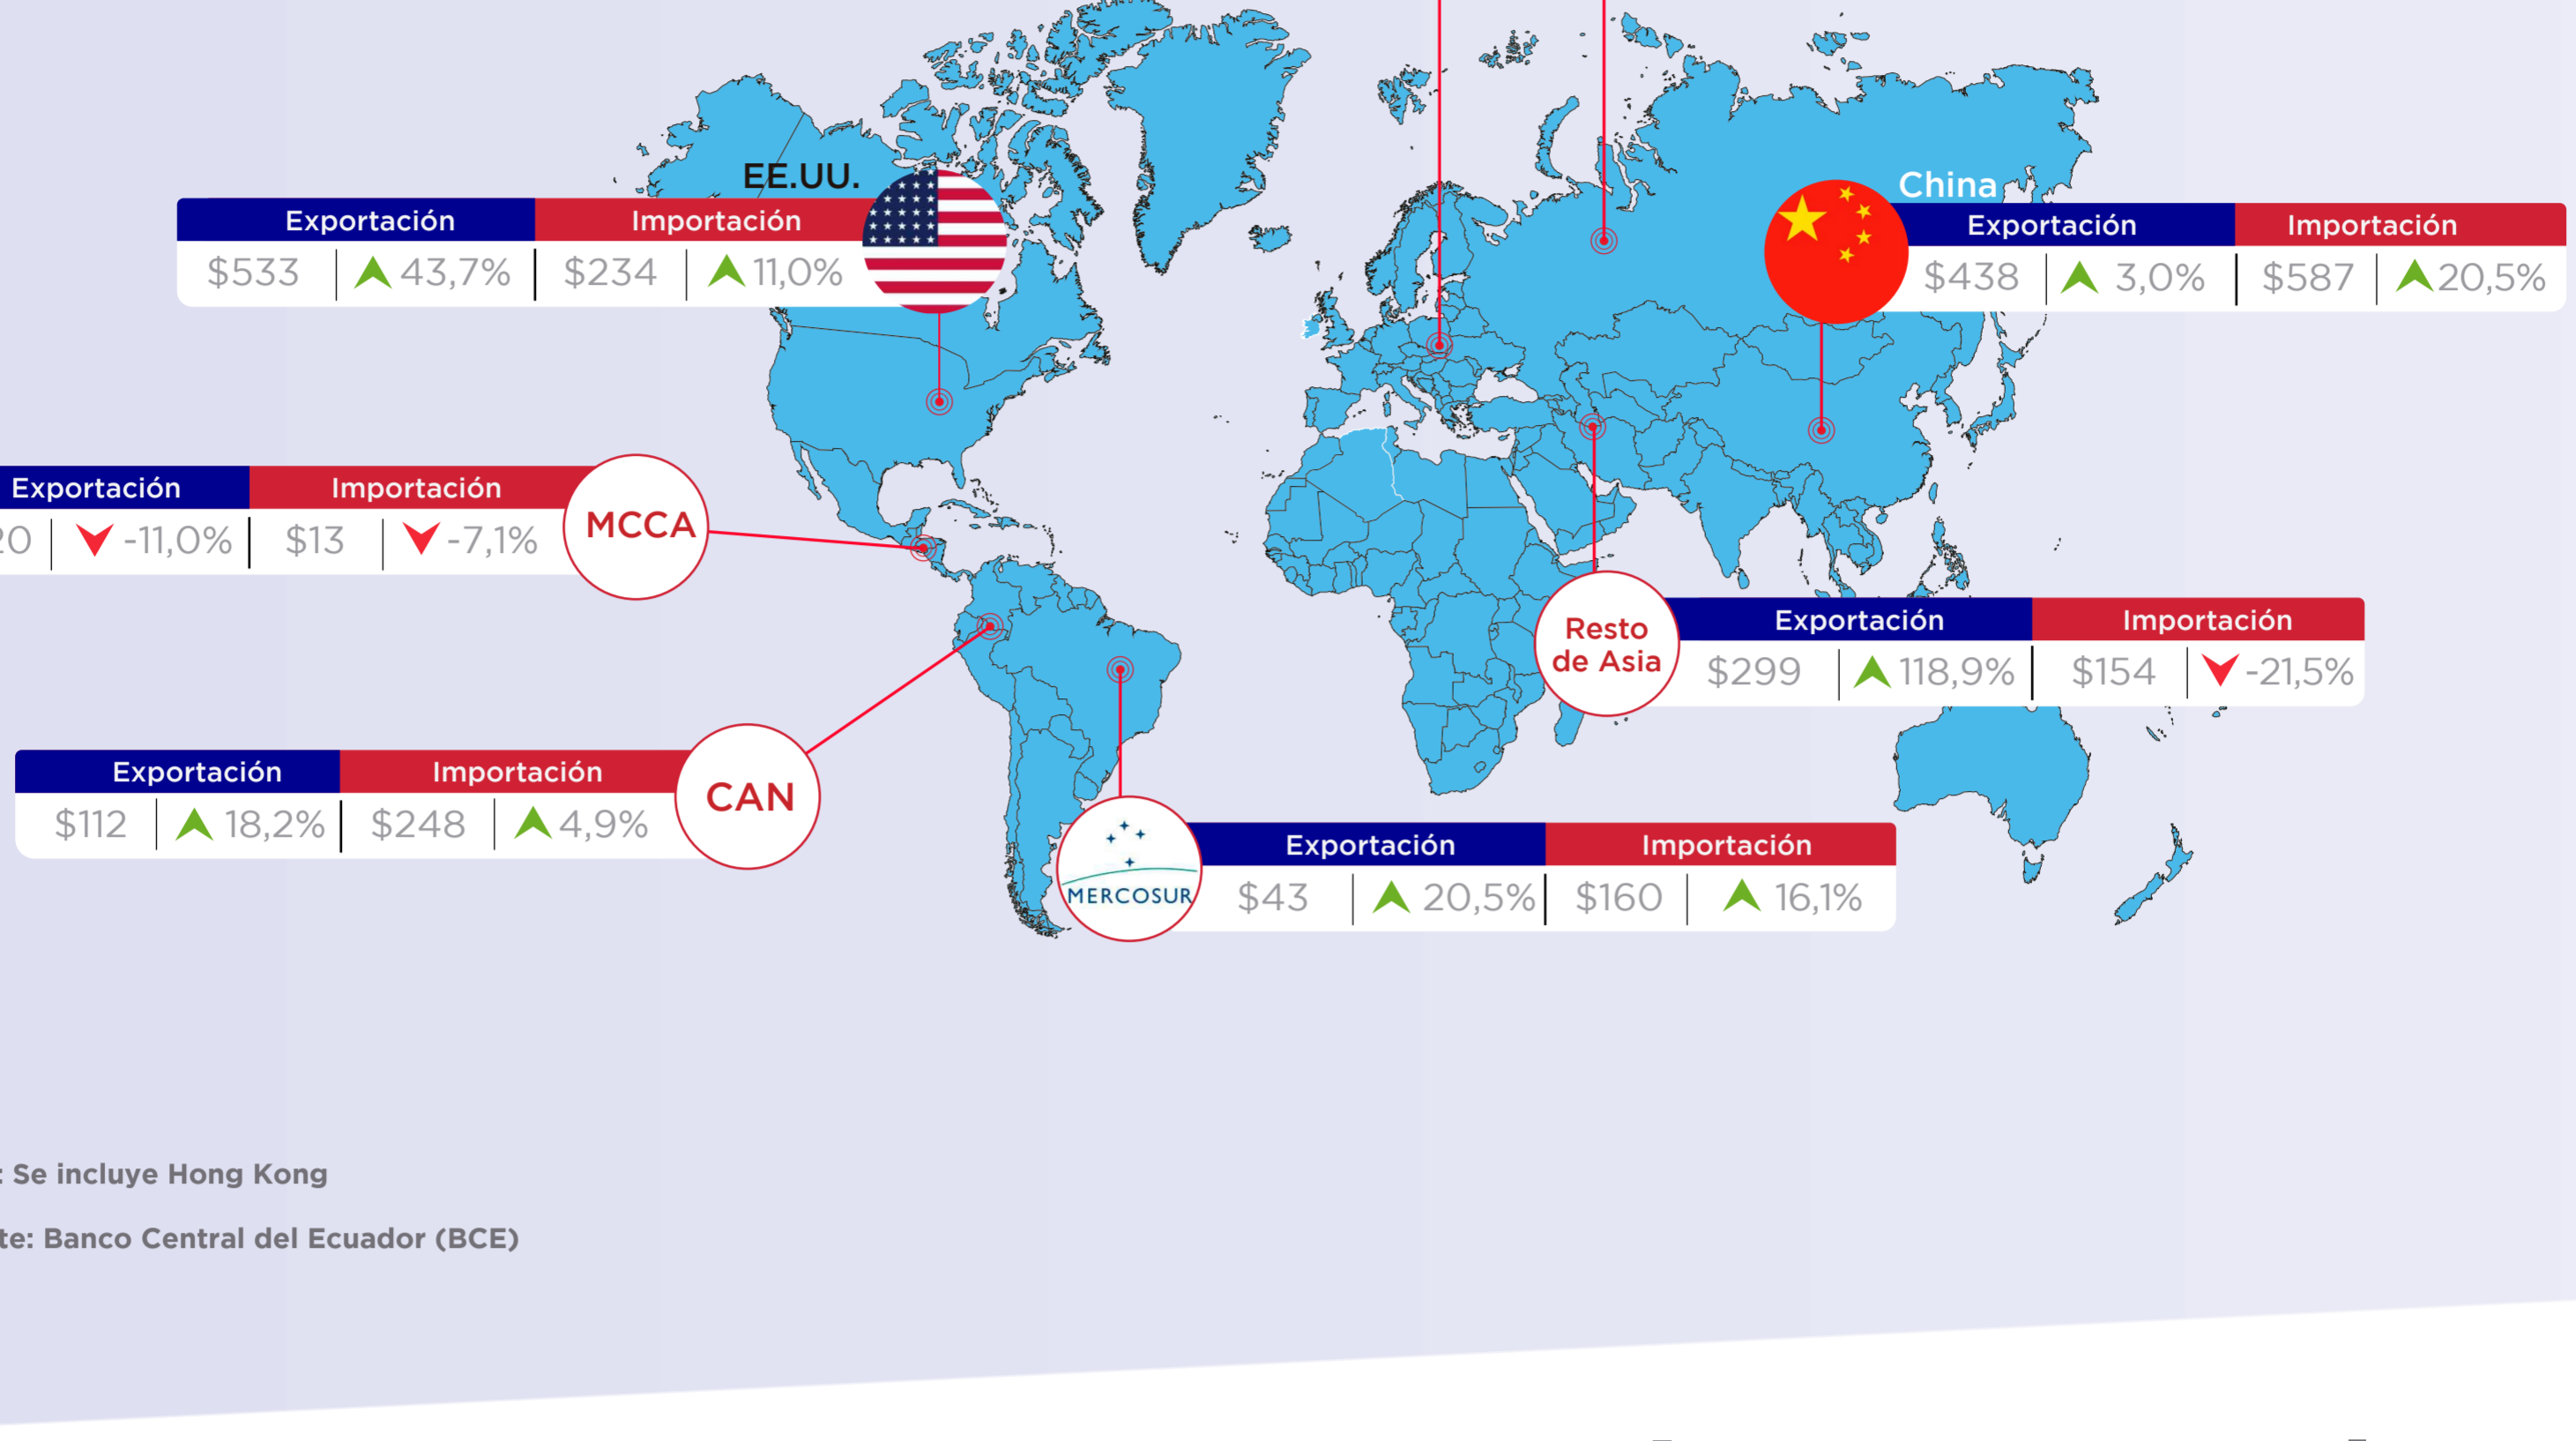 EE.UU.
Exportación Importación
$533 43,7% $234 11,0%
China
Exportación Importación
$438 3,0% $587 20,5%
Exportación Importación
-11,0% $13 -7,1%
MCCA
Resto
de Asia
Exportación Importación
$299 118,9% $154 -21,5%
Exportación Importación
$112 18,2% $248 4,9%
CAN
MERCOSUR
Exportación Importación
$43 20,5% $160 16,1%
: Se incluye Hong Kong
te: Banco Central del Ecuador (BCE)